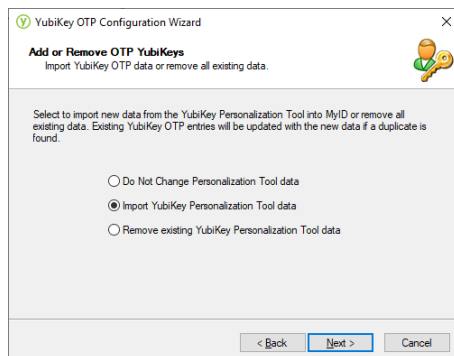 YubiKey OTP Configuration Wizard
Add or Remove OTP YubiKeys
Import YubiKey OTP data or remove all existing data.
Select to import new data from the YubiKey Personalization Tool into MyID or remove all
existing data. Existing YubiKey OTP entries will be updated with the new data if a duplicate is
found.
Do Not Change Personalization Tool data
Import YubiKey Personalization Tool data
Remove existing YubiKey Personalization Tool data
< Back Next > Cancel